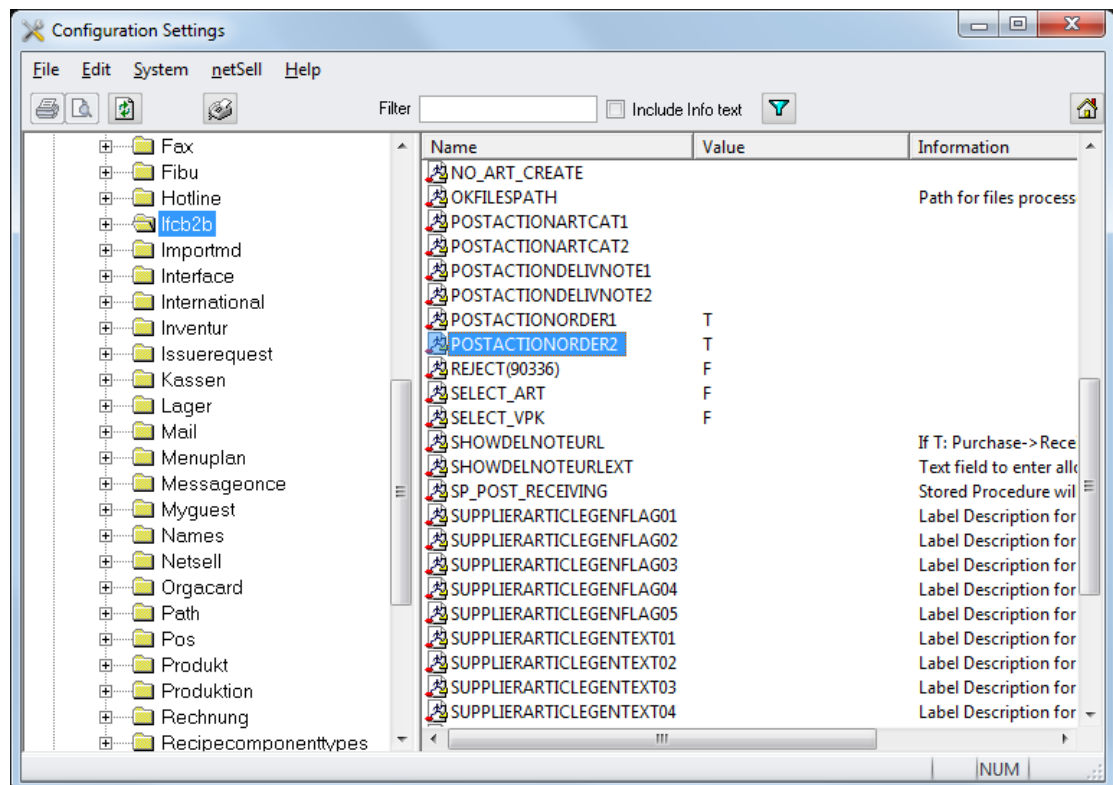 Configuration Settings
File Edit System netSell Help
Filter Include Info text
Fax
Fibu
Hotline
Ifcb2b
Importmd
Interface
International
Inventur
Issuerequest
Kassen
Lager
Mail
Menuplan
Messageonce
Myguest
Names
Netsell
Orgacard
Path
Pos
Produkt
Produktion
Rechnung
Recipecomponenttypes
Name Value Information
NO_ART_CREATE
OKFILESPATH Path for files process
POSTACTIONARTCAT1
POSTACTIONARTCAT2
POSTACTIONDELIVNOTE1
POSTACTIONDELIVNOTE2
POSTACTIONORDER1 T
POSTACTIONORDER2 T
REJECT(90336) F
SELECT_ART F
SELECT_VPK F
SHOWDELNOTEURL If T: Purchase->Rece
SHOWDELNOTEURLEXT Text field to enter allo
SP_POST_RECEIVING Stored Procedure wil
SUPPLIERARTICLEGENFLAG01 Label Description for
SUPPLIERARTICLEGENFLAG02 Label Description for
SUPPLIERARTICLEGENFLAG03 Label Description for
SUPPLIERARTICLEGENFLAG04 Label Description for
SUPPLIERARTICLEGENFLAG05 Label Description for
SUPPLIERARTICLEGENTEXT01 Label Description for
SUPPLIERARTICLEGENTEXT02 Label Description for
SUPPLIERARTICLEGENTEXT03 Label Description for
SUPPLIERARTICLEGENTEXT04 Label Description for
NUM